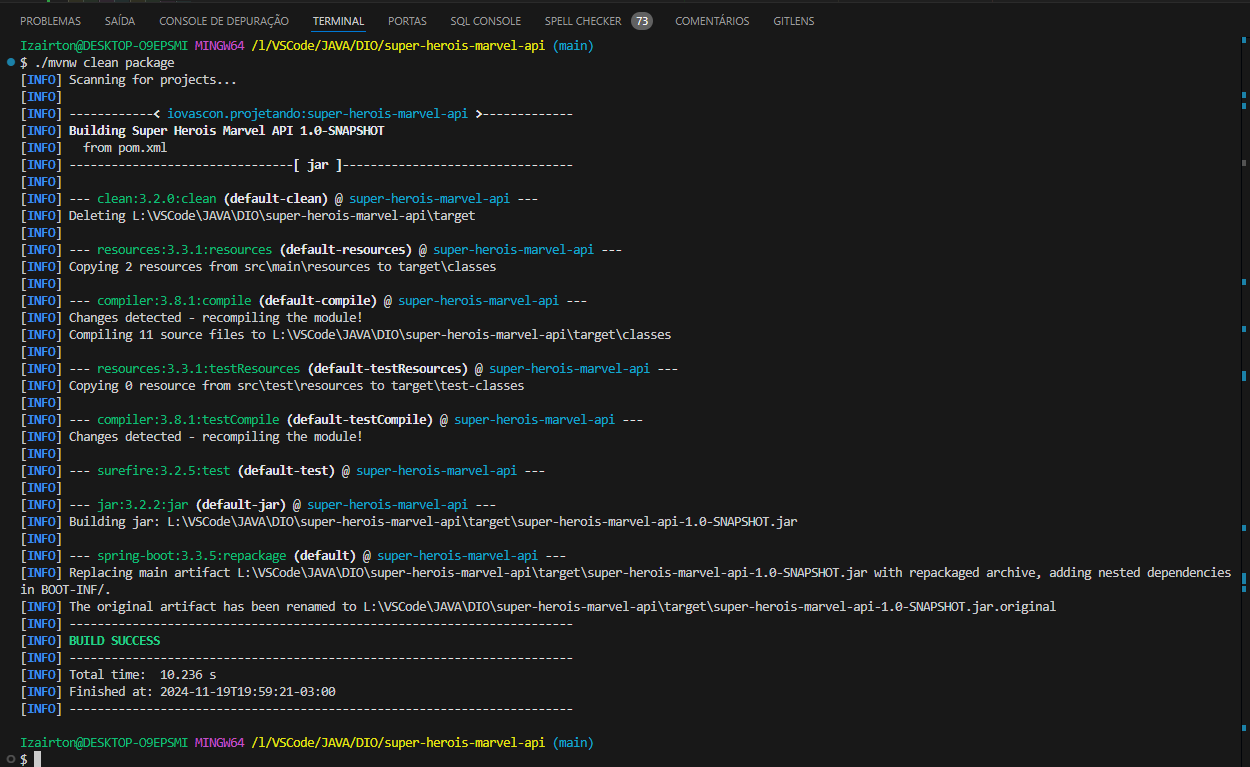 PROBLEMAS SAÍDA CONSOLE DE DEPURAÇÃO TERMINAL PORTAS SQL CONSOLE SPELL CHECKER 73 COMENTÁRIOS GITLENS
Izairton@DESKTOP-O9EPSMI MINGW64 /l/VSCode/JAVA/DIO/super-herois-marvel-api (main)
$ ./mvnw clean package
[INFO] Scanning for projects...
[INFO]
[INFO] ------------< iovascon.projetando:super-herois-marvel-api >-------------
[INFO] Building Super Herois Marvel API 1.0-SNAPSHOT
[INFO]   from pom.xml
[INFO] --------------------------------[ jar ]---------------------------------
[INFO]
[INFO] --- clean:3.2.0:clean (default-clean) @ super-herois-marvel-api ---
[INFO] Deleting L:\VSCode\JAVA\DIO\super-herois-marvel-api\target
[INFO]
[INFO] --- resources:3.3.1:resources (default-resources) @ super-herois-marvel-api ---
[INFO] Copying 2 resources from src\main\resources to target\classes
[INFO]
[INFO] --- compiler:3.8.1:compile (default-compile) @ super-herois-marvel-api ---
[INFO] Changes detected - recompiling the module!
[INFO] Compiling 11 source files to L:\VSCode\JAVA\DIO\super-herois-marvel-api\target\classes
[INFO]
[INFO] --- resources:3.3.1:testResources (default-testResources) @ super-herois-marvel-api ---
[INFO] Copying 0 resource from src\test\resources to target\test-classes
[INFO]
[INFO] --- compiler:3.8.1:testCompile (default-testCompile) @ super-herois-marvel-api ---
[INFO] Changes detected - recompiling the module!
[INFO]
[INFO] --- surefire:3.2.5:test (default-test) @ super-herois-marvel-api ---
[INFO]
[INFO] --- jar:3.2.2:jar (default-jar) @ super-herois-marvel-api ---
[INFO] Building jar: L:\VSCode\JAVA\DIO\super-herois-marvel-api\target\super-herois-marvel-api-1.0-SNAPSHOT.jar
[INFO]
[INFO] --- spring-boot:3.3.5:repackage (default) @ super-herois-marvel-api ---
[INFO] Replacing main artifact L:\VSCode\JAVA\DIO\super-herois-marvel-api\target\super-herois-marvel-api-1.0-SNAPSHOT.jar with repackaged archive, adding nested dependencies
in BOOT-INF/.
[INFO] The original artifact has been renamed to L:\VSCode\JAVA\DIO\super-herois-marvel-api\target\super-herois-marvel-api-1.0-SNAPSHOT.jar.original
[INFO] ------------------------------------------------------------------------
[INFO] BUILD SUCCESS
[INFO] ------------------------------------------------------------------------
[INFO] Total time:  10.236 s
[INFO] Finished at: 2024-11-19T19:59:21-03:00
[INFO] ------------------------------------------------------------------------
Izairton@DESKTOP-O9EPSMI MINGW64 /l/VSCode/JAVA/DIO/super-herois-marvel-api (main)
$